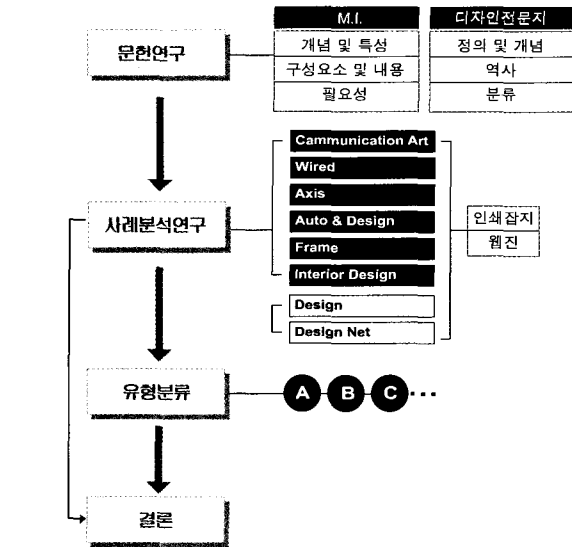 M.I.
디자인전문지
문헌연구
개념 및 특성
정의 및 개념
구성요소 및 내용
역사
필요성
분류
사례분석연구
Cammunication Art
Wired
Axis
Auto & Design
Frame
Interior Design
Design
Design Net
인쇄잡지
웹진
유형분류
A B C ...
결론